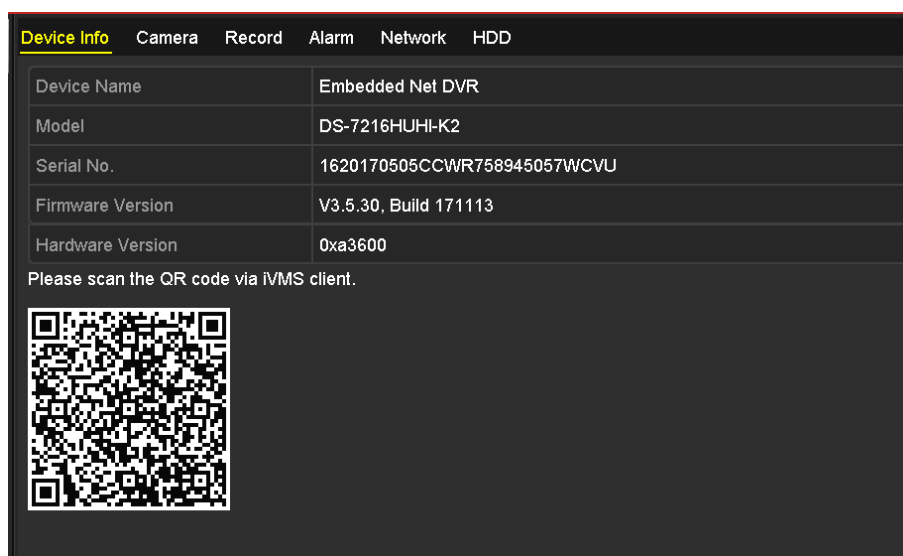 Device Info Camera Record Alarm Network HDD
Device Name Embedded Net DVR
Model DS-7216HUHI-K2
Serial No. 1620170505CCWR758945057WCVU
Firmware Version V3.5.30, Build 171113
Hardware Version 0xa3600
Please scan the QR code via iVMS client.